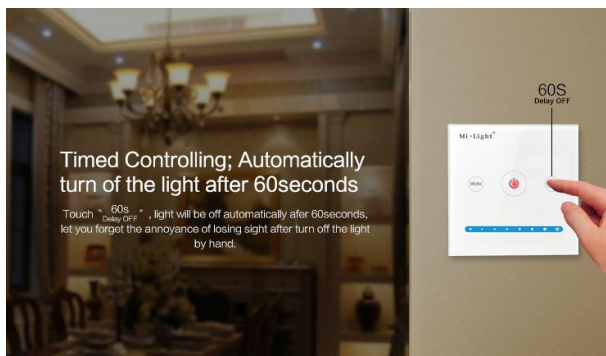 60S
Delay OFF
Mi·Light
Mode
Timed Controlling; Automatically
turn of the light after 60seconds
Touch " 60s Delay OFF " , light will be off automatically afer 60seconds,
let you forget the annoyance of losing sight after turn off the light
by hand.